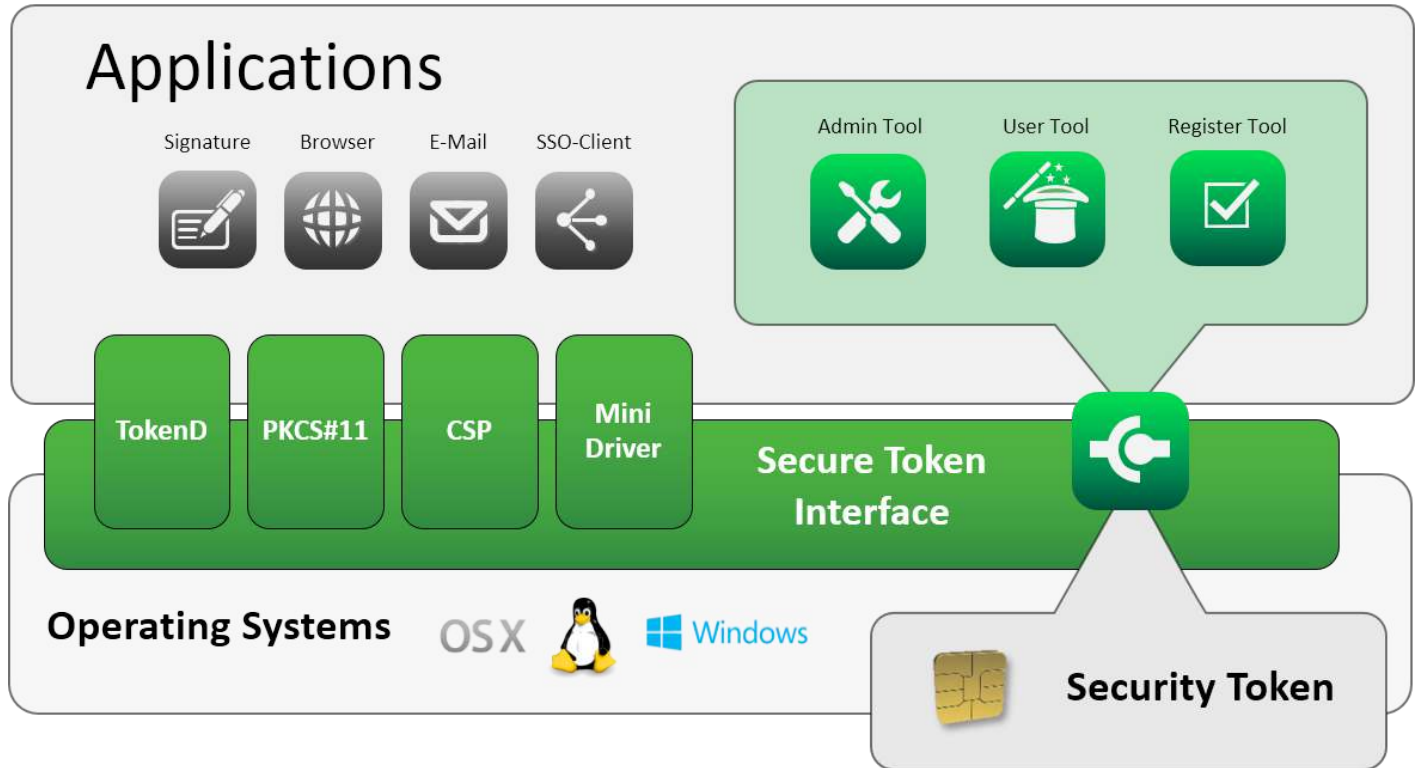 Applications
Signature
Browser
E-Mail
SSO-Client
Admin Tool
User Tool
Register Tool
TokenD
PKCS#11
CSP
Mini
Driver
Secure Token
Interface
Operating Systems
OS X
Windows
Security Token